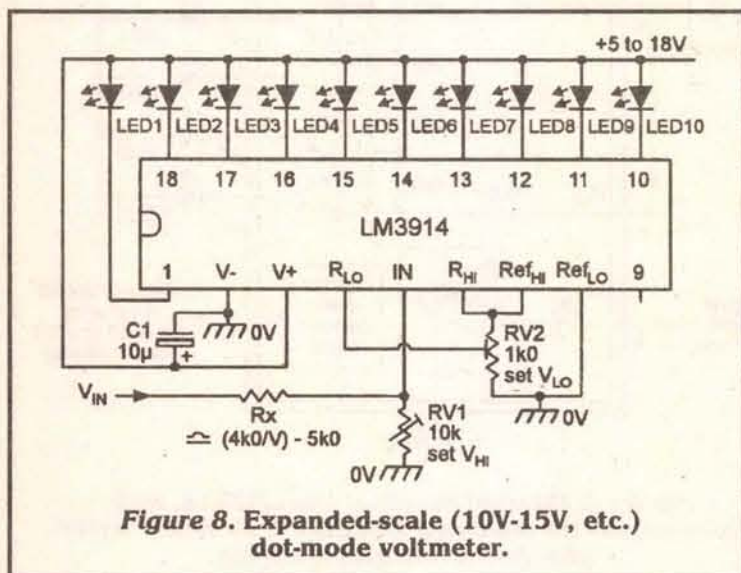 +5 to 18V
LED1 LED2 LED3 LED4 LED5 LED6 LED7 LED8 LED9 LED10
18 17 16 15 14 13 12 11 10
LM3914
1 V- V+ RLO IN RHI RefHI RefLO 9
C1
10µ
+
0V
RV2
1k0
set VLO
0V
VIN
Rx
≏ (4k0/V) - 5k0
RV1
10k
set VHI
0V
Figure 8. Expanded-scale (10V-15V, etc.)
dot-mode voltmeter.